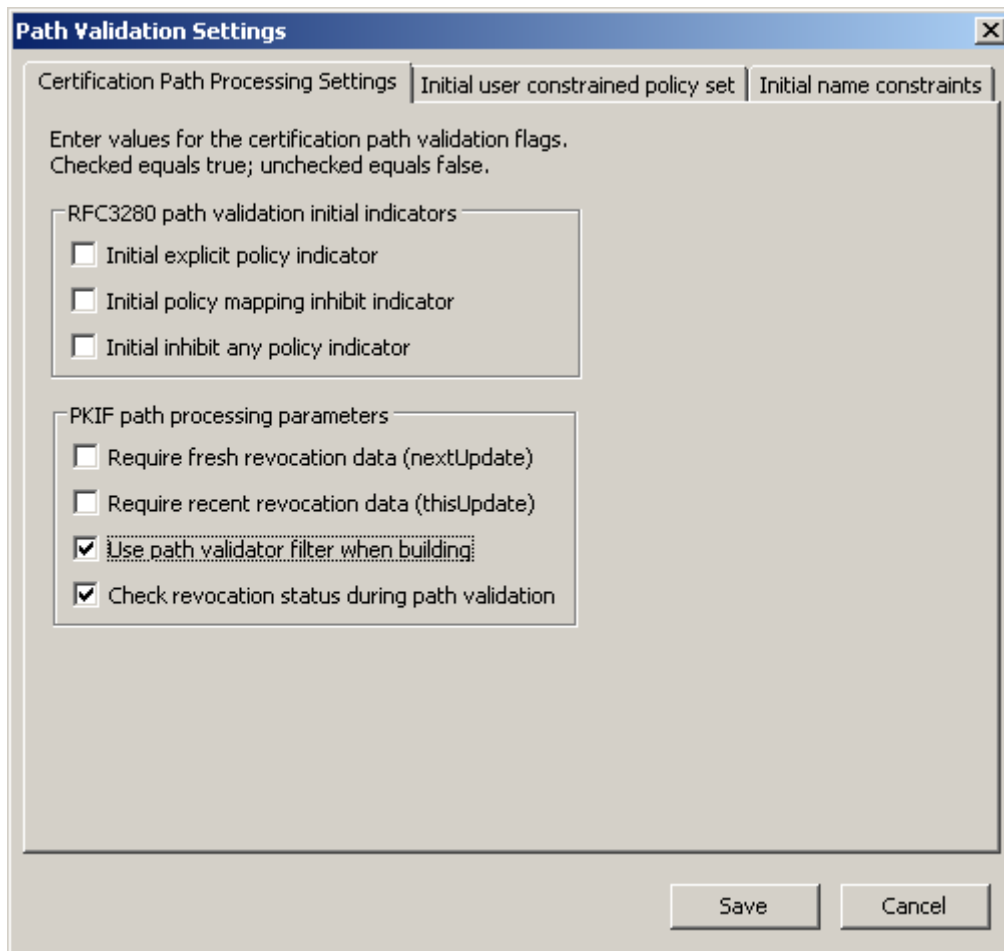 Path Validation Settings
Certification Path Processing Settings
Initial user constrained policy set
Initial name constraints
Enter values for the certification path validation flags.
Checked equals true; unchecked equals false.
RFC3280 path validation initial indicators
Initial explicit policy indicator
Initial policy mapping inhibit indicator
Initial inhibit any policy indicator
PKIF path processing parameters
Require fresh revocation data (nextUpdate)
Require recent revocation data (thisUpdate)
Use path validator filter when building
Check revocation status during path validation
Save
Cancel